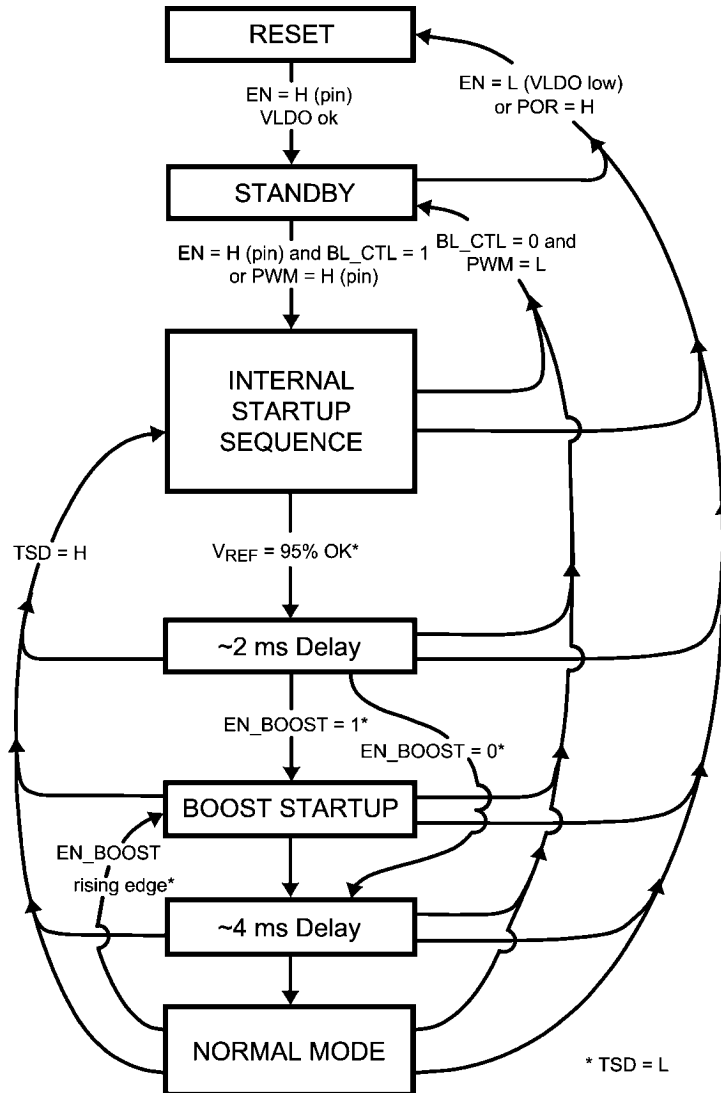 RESET
EN = H (pin)
VLDO ok
EN = L (VLDO low)
or POR = H
STANDBY
EN = H (pin) and BL_CTL = 1
or PWM = H (pin)
BL_CTL = 0 and
PWM = L
INTERNAL
STARTUP
SEQUENCE
TSD = H
VREF = 95% OK*
~2 ms Delay
EN_BOOST = 1*
EN_BOOST = 0*
BOOST STARTUP
EN_BOOST
rising edge*
~4 ms Delay
NORMAL MODE
* TSD = L